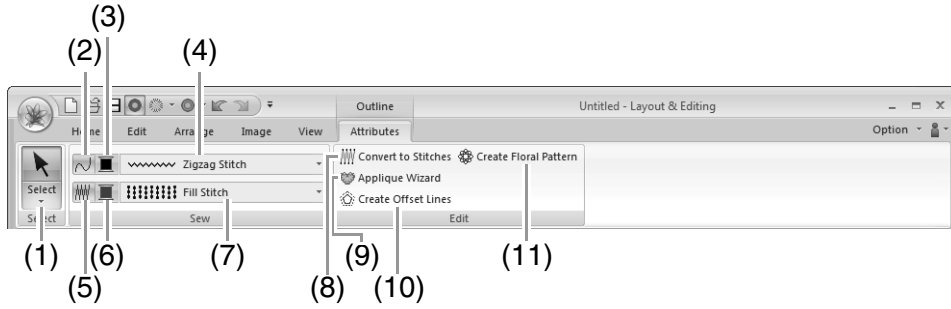 (3)
(2) (4)
Outline Untitled - Layout & Editing
Home Edit Arrange Image View Attributes Option
Zigzag Stitch Convert to Stitches Create Floral Pattern
Select Fill Stitch Applique Wizard
Create Offset Lines
Select Sew Edit
(1) (6) (7) (9) (11)
(5) (8) (10)